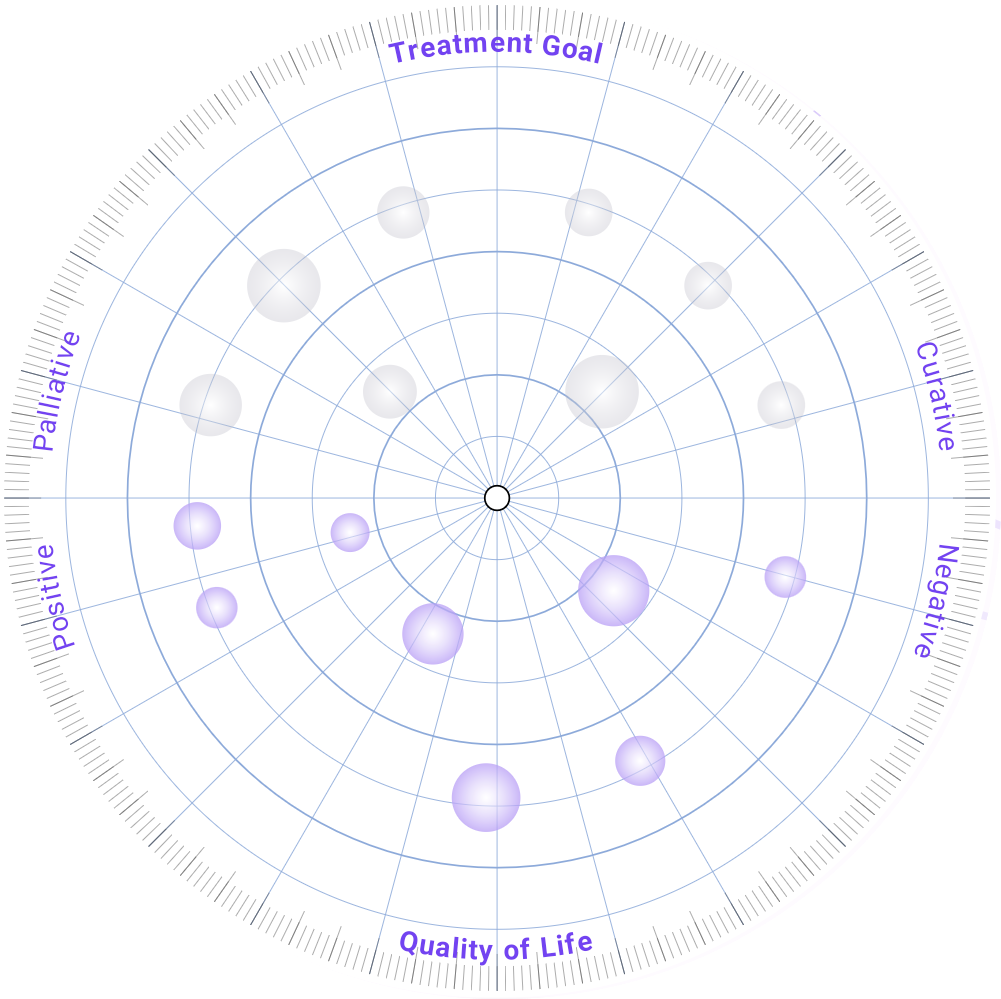 Treatment Goal
Palliative
Curative
Positive
Negative
Quality of Life